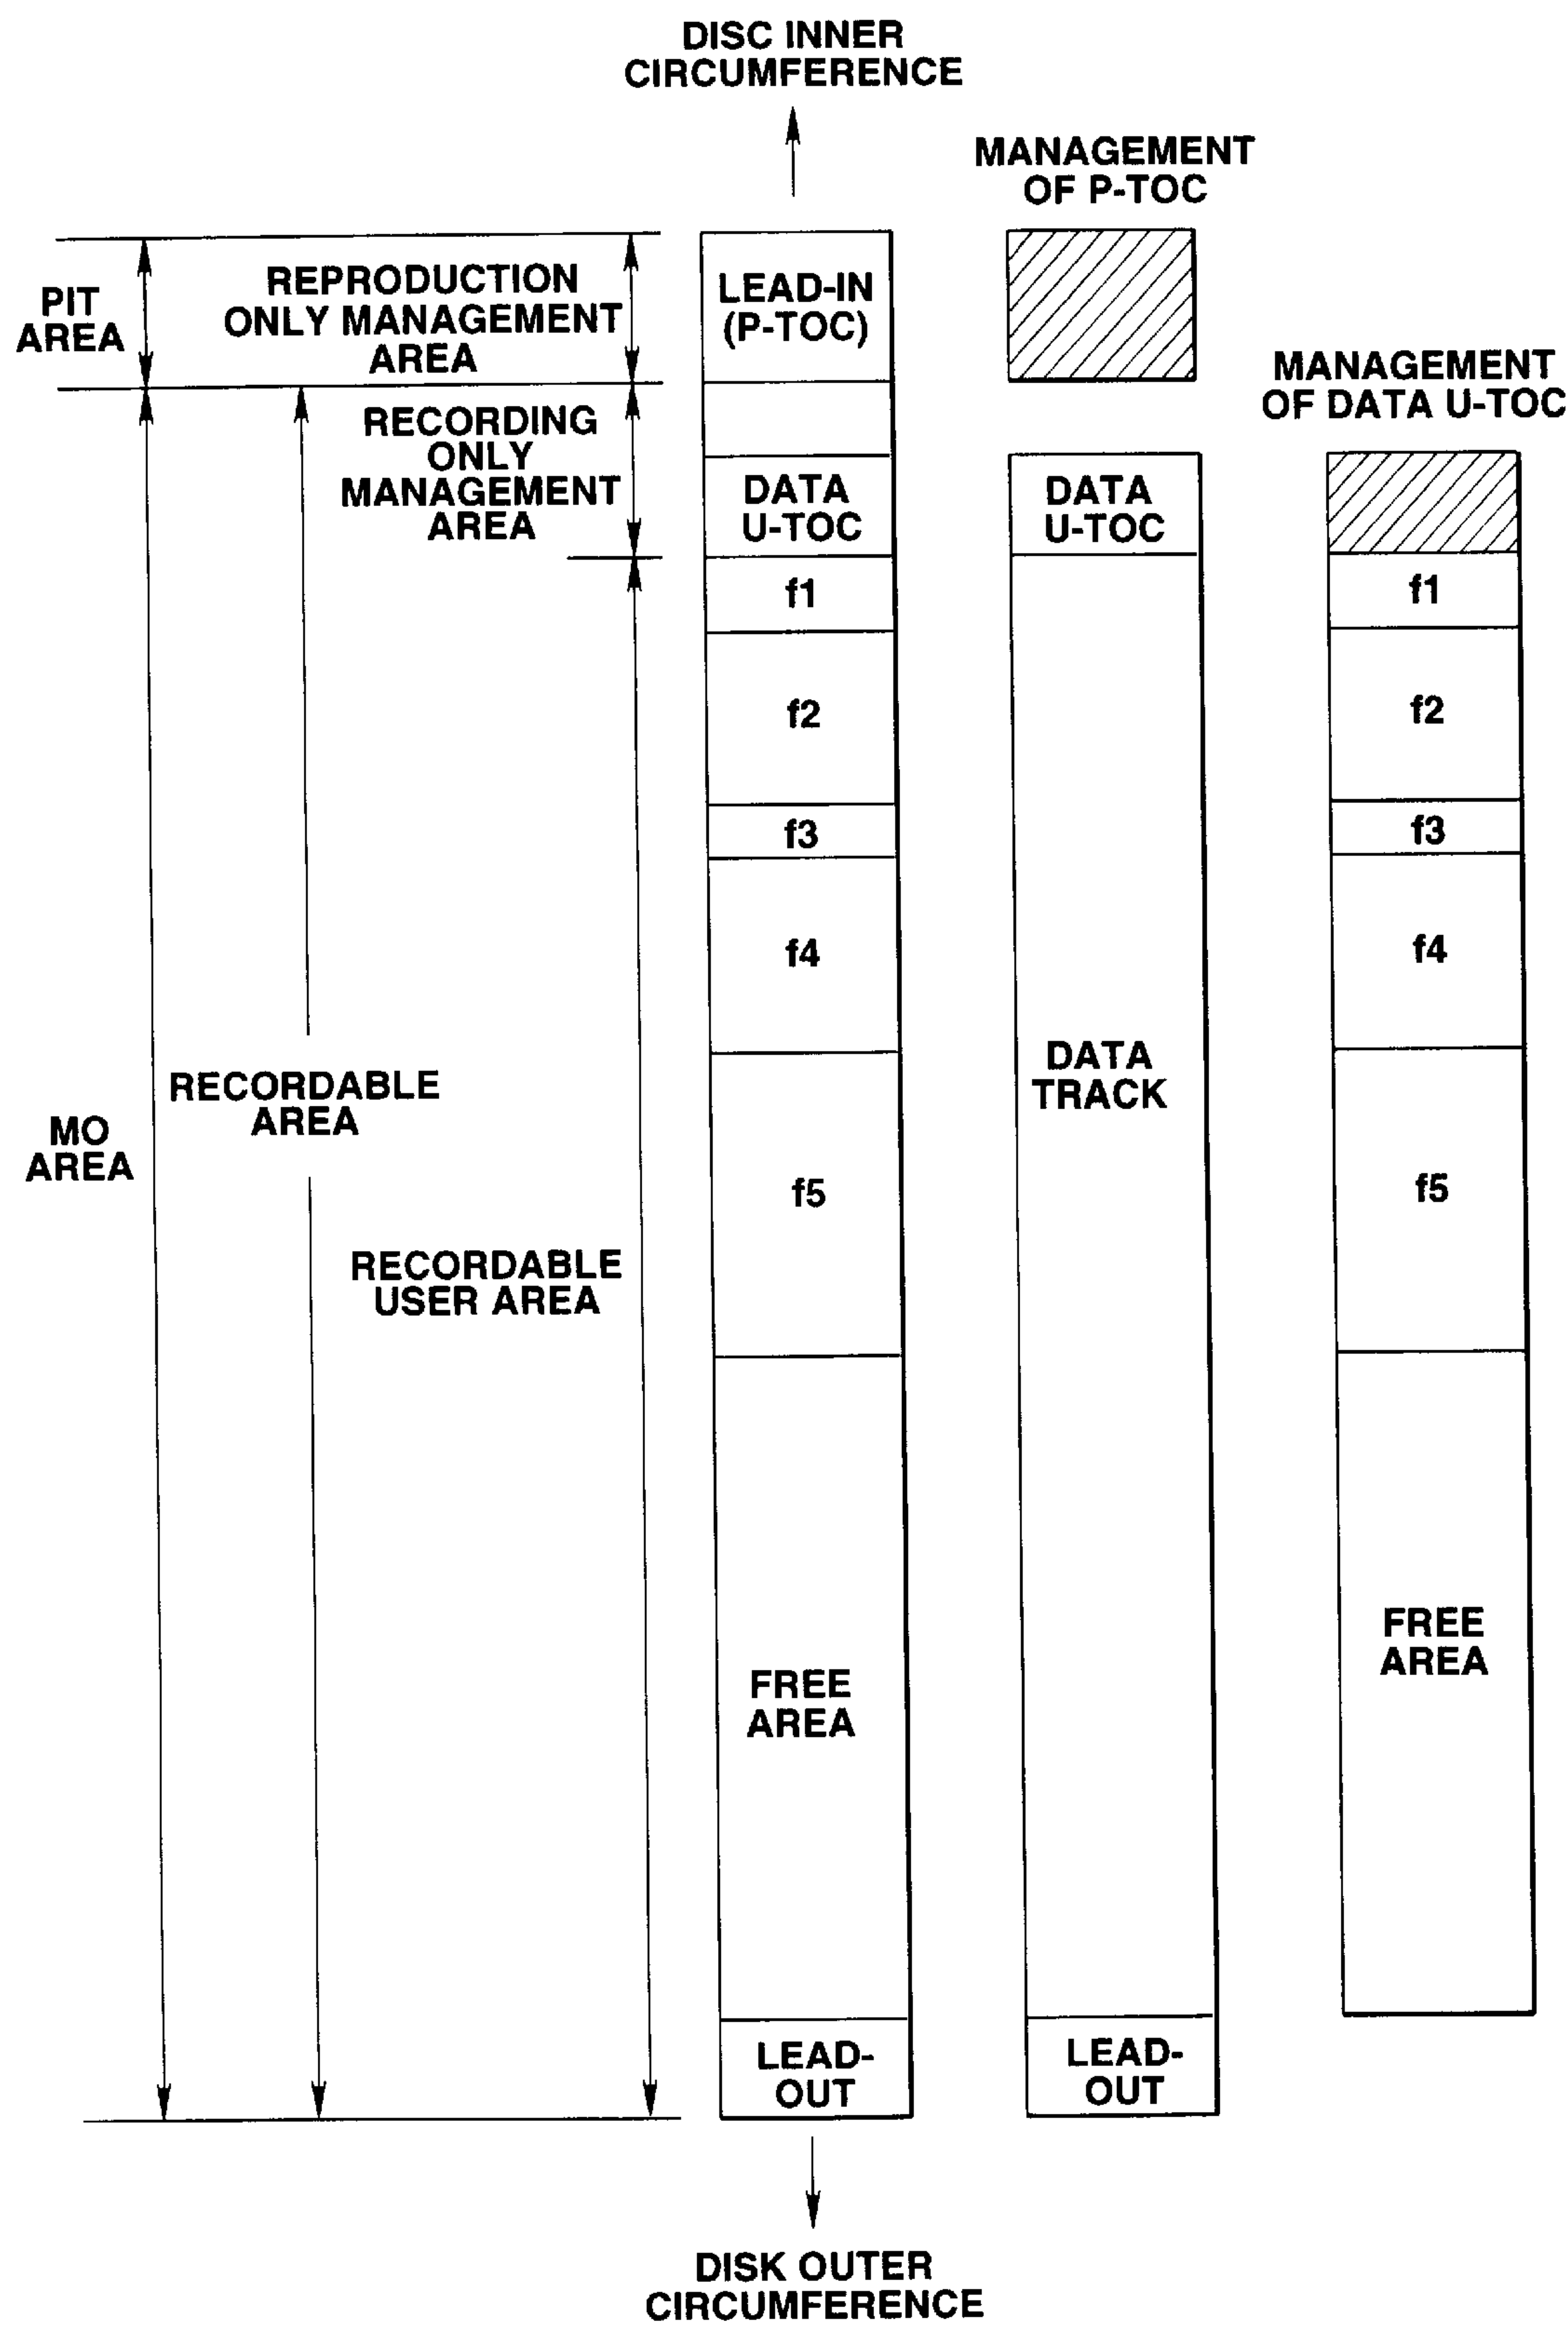 DISC INNER
CIRCUMFERENCE
MANAGEMENT
OF P-TOC
PIT
AREA
REPRODUCTION
ONLY MANAGEMENT
AREA
LEAD-IN
(P-TOC)
MANAGEMENT
OF DATA U-TOC
RECORDING
ONLY
MANAGEMENT
AREA
DATA
U-TOC
DATA
U-TOC
f1
f1
f2
f2
f3
f3
f4
f4
MO
AREA
RECORDABLE
AREA
DATA
TRACK
f5
f5
RECORDABLE
USER AREA
FREE
AREA
FREE
AREA
LEAD-
OUT
LEAD-
OUT
DISK OUTER
CIRCUMFERENCE